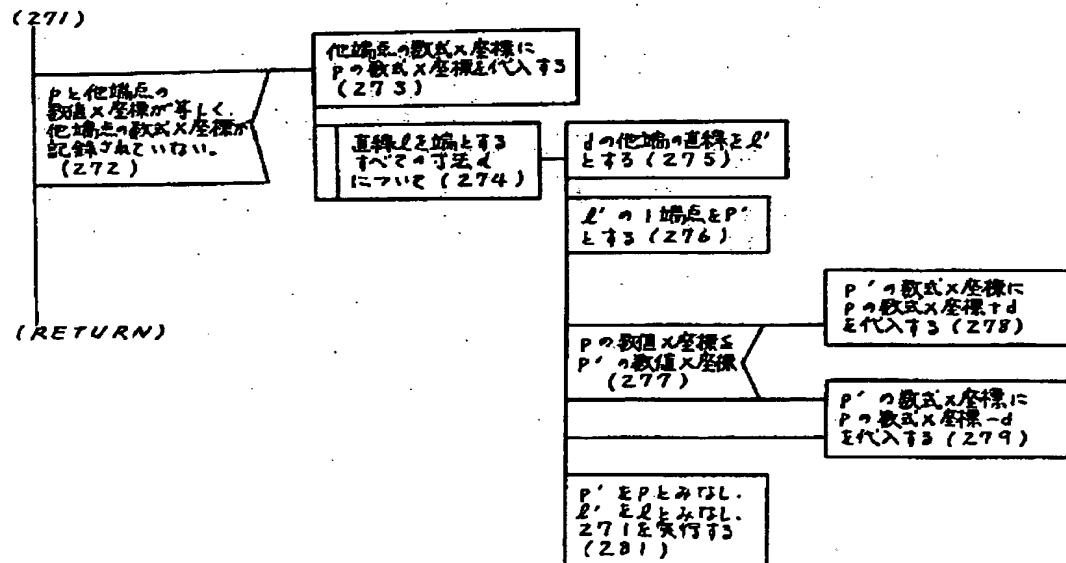 (271)
pと他端点の
数値x座標が等しく、
他端点の数式x座標が
記録されていない。
(272)
他端点の数式x座標に
pの数式x座標を代入する
(273)
直線ℓを端とする
すべての寸法d
について(274)
dの他端の直線をℓ'
とする(275)
ℓ'の1端点をp'
とする(276)
pの数値x座標≤
p'の数値x座標
(277)
p'の数式x座標に
pの数式x座標+d
を代入する(278)
p'の数式x座標に
pの数式x座標-d
を代入する(279)
p'をpとみなし、
ℓ'をℓとみなし、
271を実行する
(281)
(RETURN)